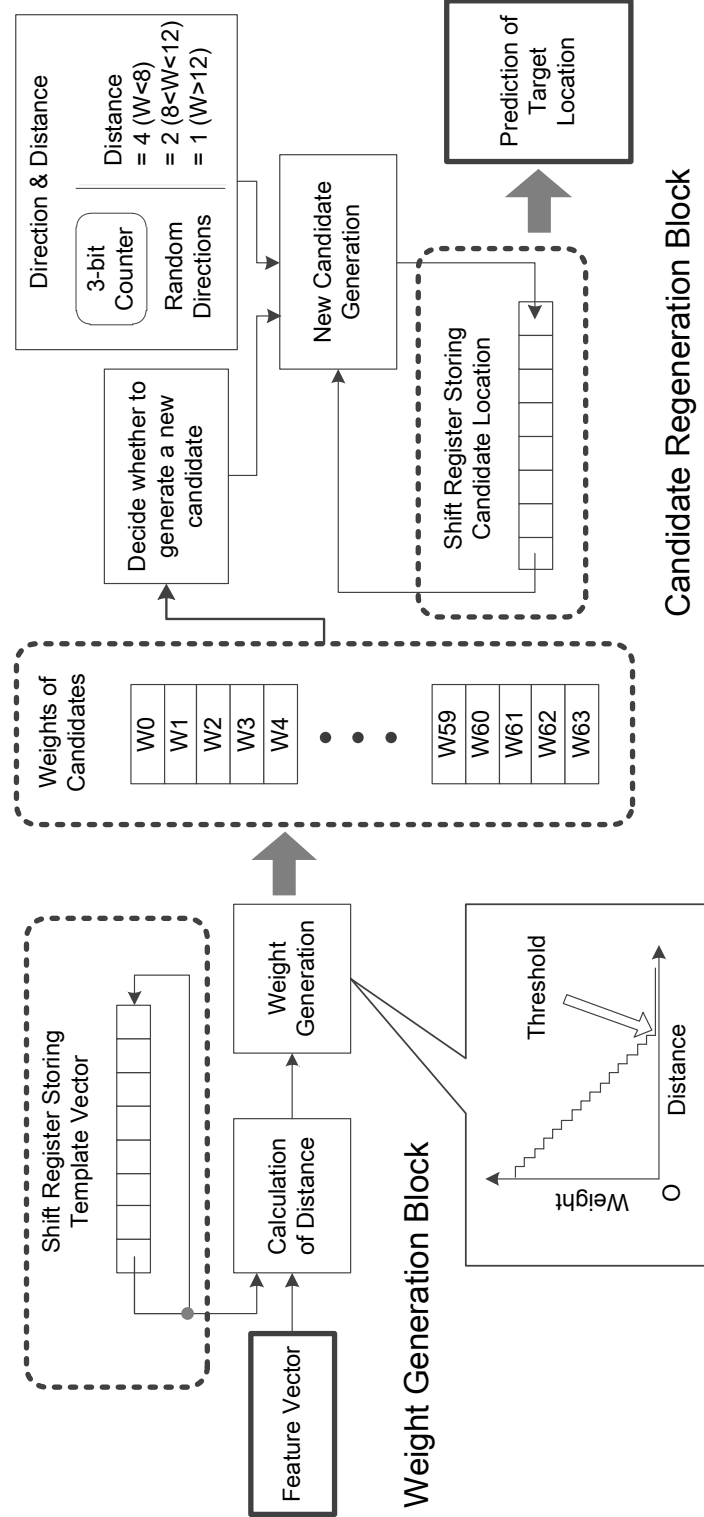 Shift Register Storing
Template Vector
Feature Vector
Calculation
of Distance
Weight
Generation
Weight Generation Block
Weight
O
Distance
Threshold
Weights of
Candidates
W0
W1
W2
W3
W4
W59
W60
W61
W62
W63
Decide whether to
generate a new
candidate
Direction & Distance
3-bit
Counter
Random
Directions
Distance
= 4 (W<8)
= 2 (8<W<12)
= 1 (W>12)
New Candidate
Generation
Shift Register Storing
Candidate Location
Prediction of
Target
Location
Candidate Regeneration Block